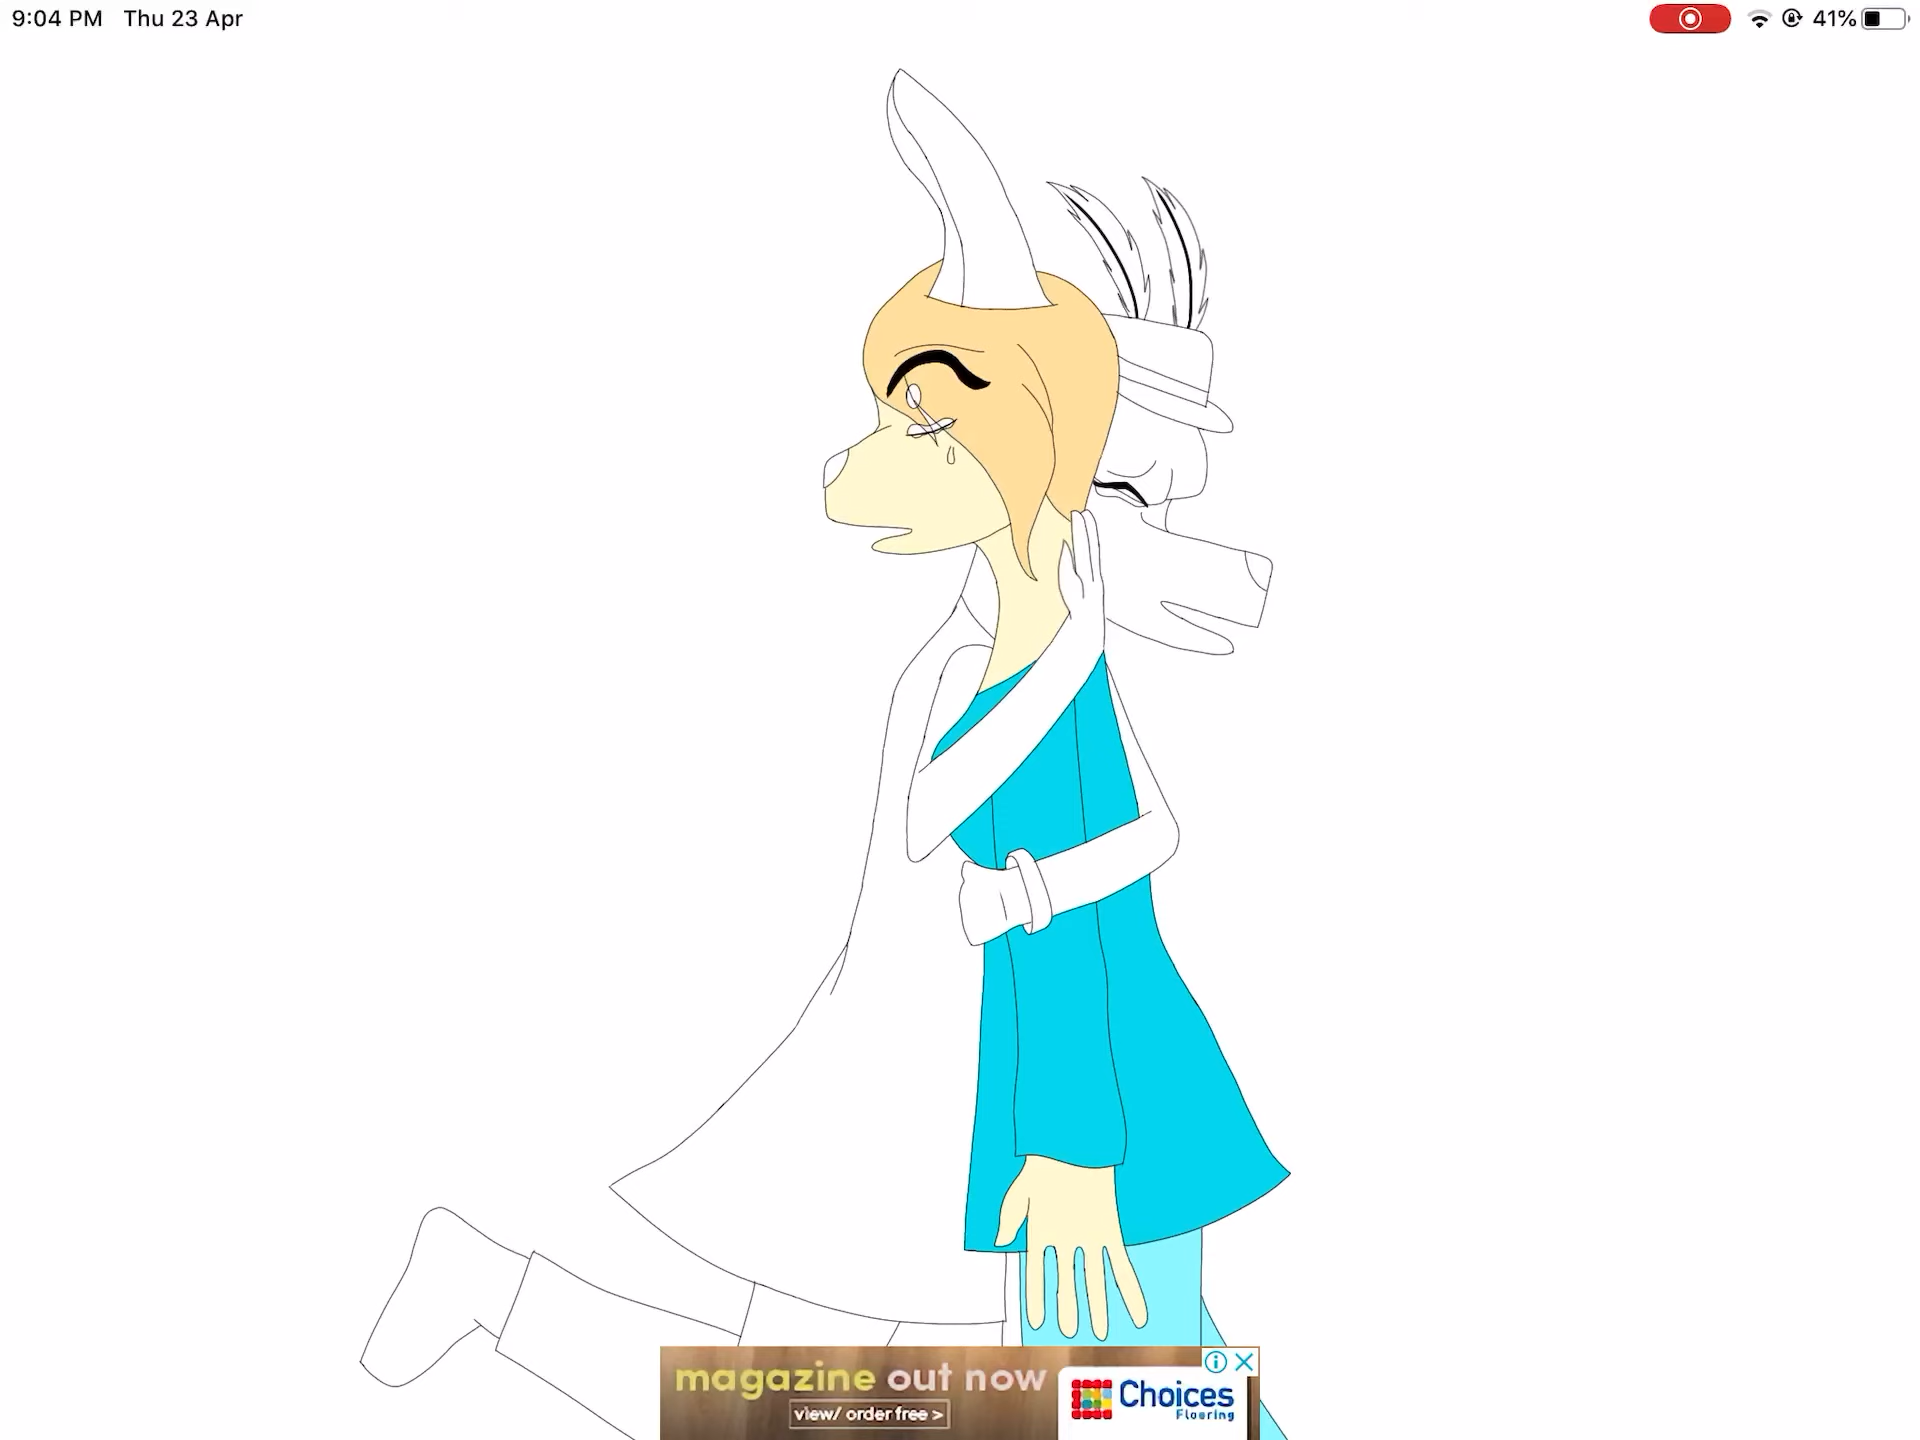 9:04 PM Thu 23 Apr
41%
magazine out now
view/ order free >
Choices
Flooring